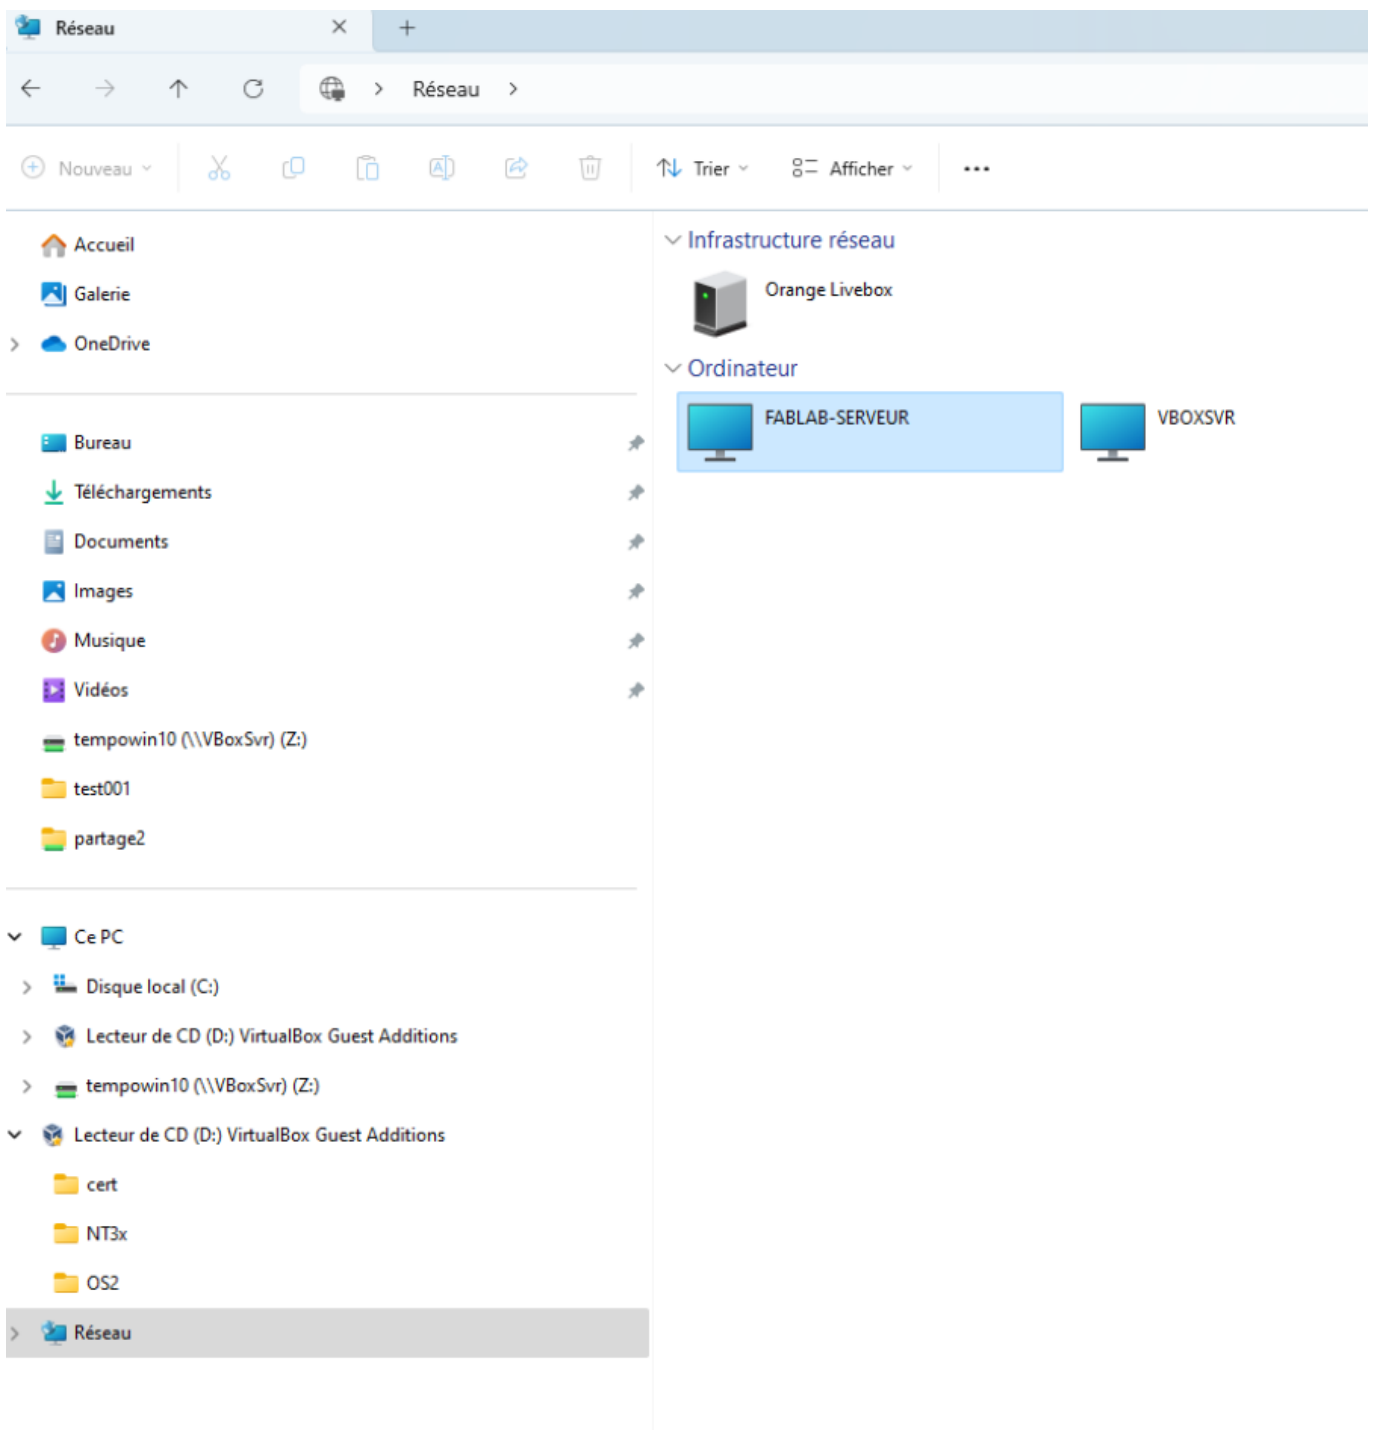 Réseau
Réseau
Nouveau
Trier
Afficher
Accueil
Galerie
OneDrive
Bureau
Téléchargements
Documents
Images
Musique
Vidéos
tempowin10 (\\VBoxSvr) (Z:)
test001
partage2
Ce PC
Disque local (C:)
Lecteur de CD (D:) VirtualBox Guest Additions
tempowin10 (\\VBoxSvr) (Z:)
Lecteur de CD (D:) VirtualBox Guest Additions
cert
NT3x
OS2
Réseau
Infrastructure réseau
Orange Livebox
Ordinateur
FABLAB-SERVEUR
VBOXSVR